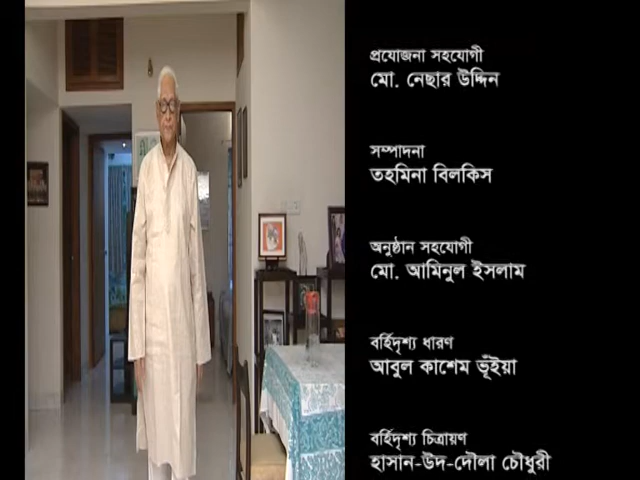 প্রযোজনা সহযোগী
মো. নেছার উদ্দিন
সম্পাদনা
তহমিনা বিলকিস
অনুষ্ঠান সহযোগী
মো. আমিনুল ইসলাম
বর্হিদৃশ্য ধারণ
আবুল কাশেম ভূঁইয়া
বর্হিদৃশ্য চিত্রায়ণ
হাসান-উদ-দৌলা চৌধুরী